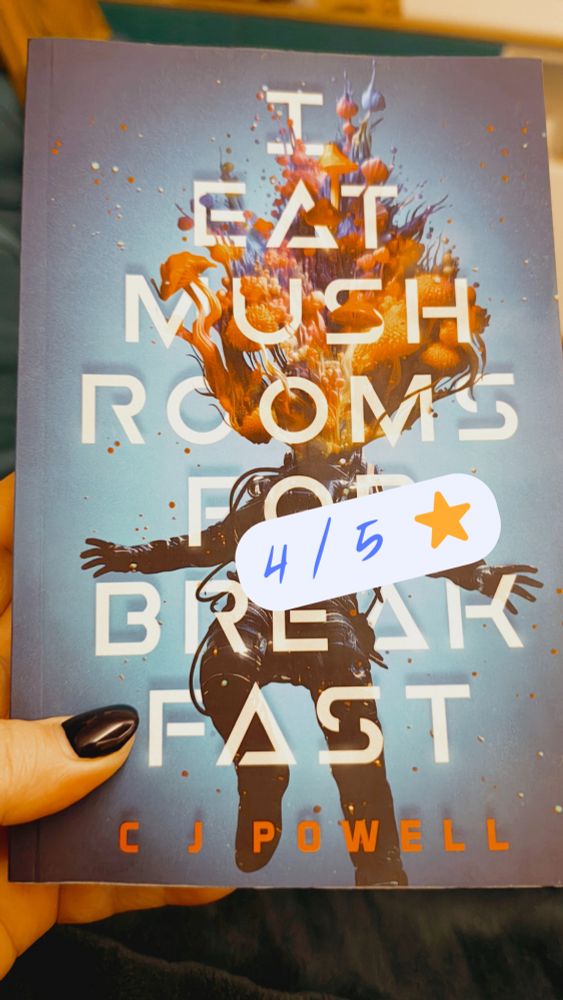 I
EAT
MUSH
ROOMS
FOR
4/5
BREAK
FAST
C J POWELL